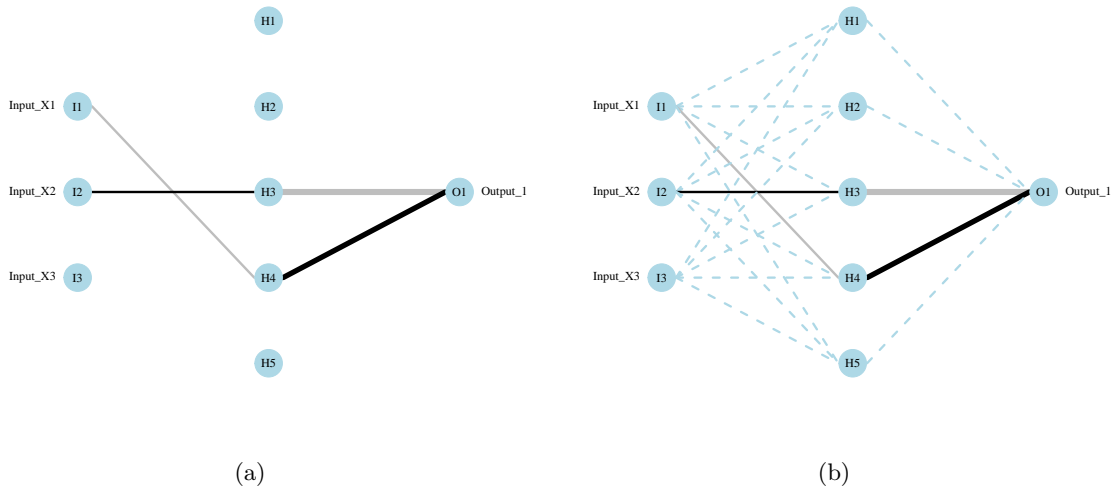 H1
Input_X1 I1 H2
Input_X2 I2 H3 O1 Output_1
Input_X3 I3 H4
H5
(a)
H1
Input_X1 I1 H2
Input_X2 I2 H3 O1 Output_1
Input_X3 I3 H4
H5
(b)